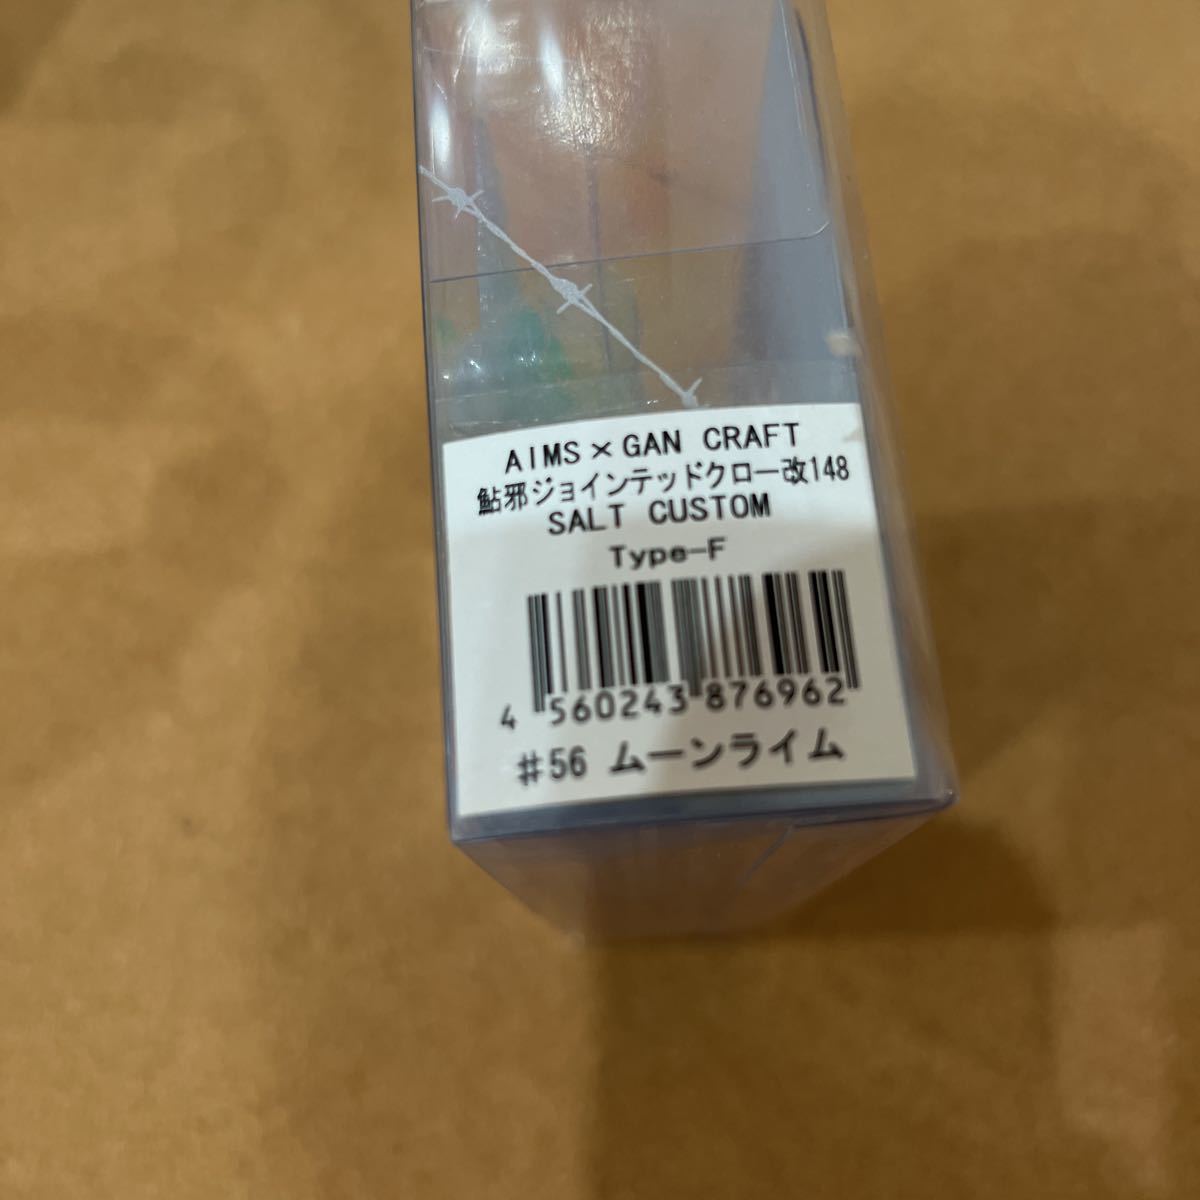 AIMS×GAN CRAFT
鮎邪ジョインテッドクロー改148
SALT CUSTOM
Type-F
4 560243 876962
#56 ムーンライム